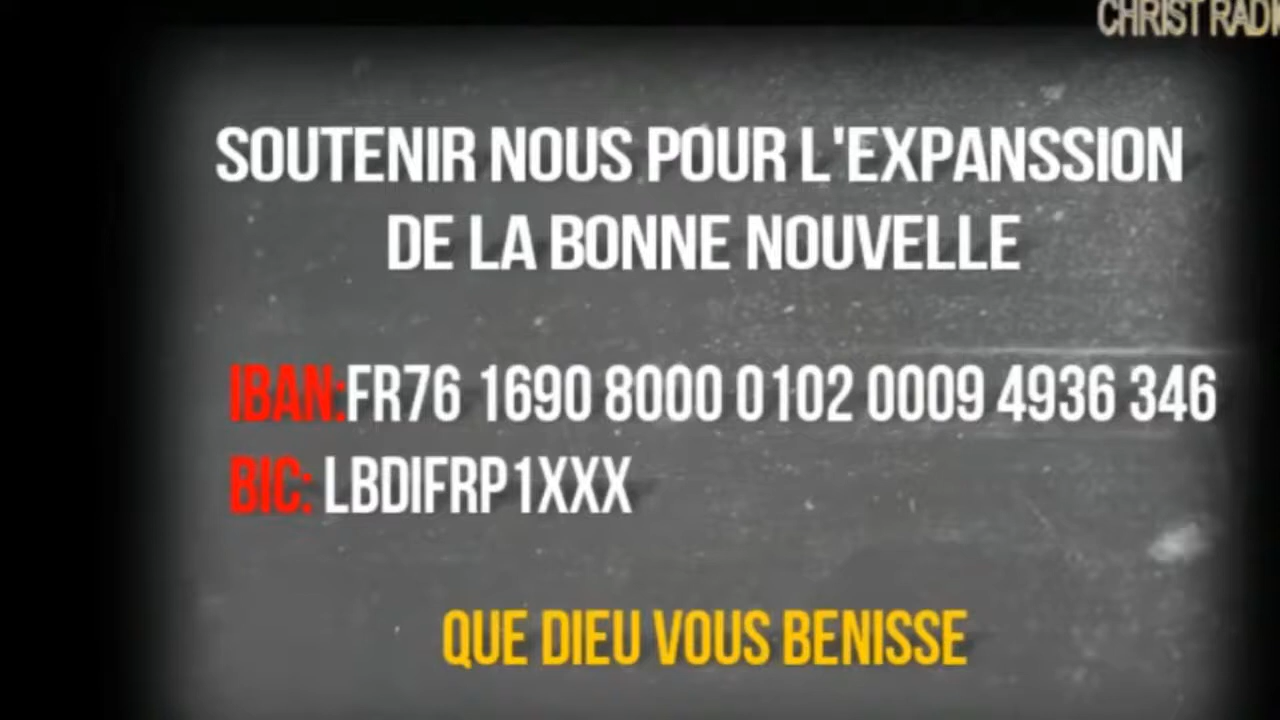 CHRIST
SOUTENIR NOUS POUR L'EXPANSSION
DE LA BONNE NOUVELLE
IBAN:FR76 1690 8000 0102 0009 4936 346
BIC: LBDIFRP1XXX
QUE DIEU VOUS BENISSE